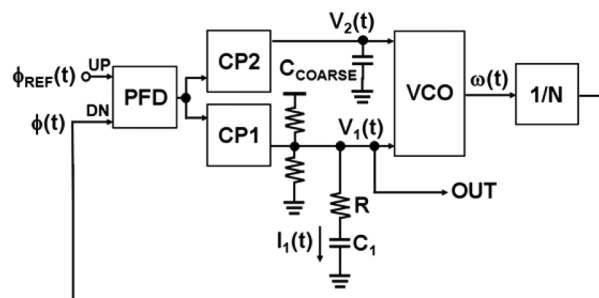 V2(t)
CP2
CCOARSE
ϕREF(t)
UP
PFD
VCO
ω(t)
1/N
DN
ϕ(t)
CP1
V1(t)
OUT
R
I1(t)
C1